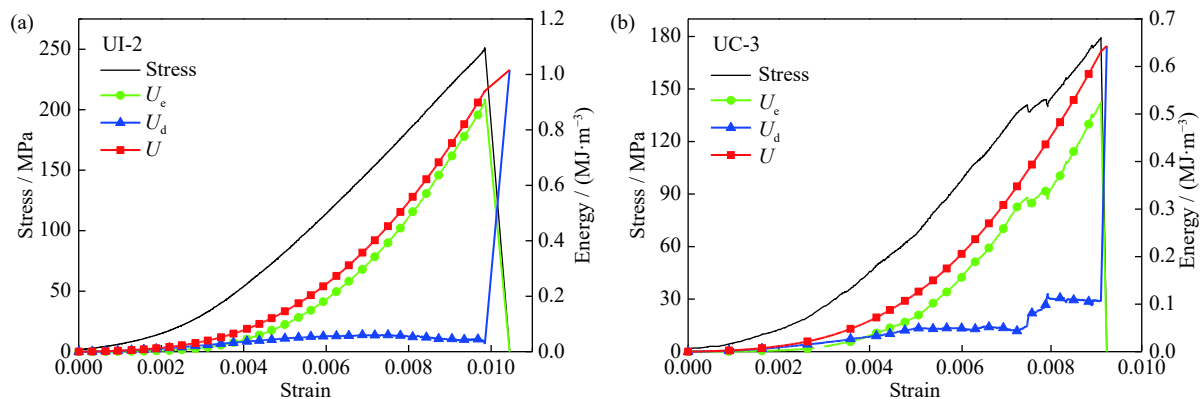 (a)
UI-2
Stress
Ue
Ud
U
Stress / MPa
250
200
150
100
50
0
0.000 0.002 0.004 0.006 0.008 0.010
Strain
1.2
1.0
0.8
0.6
0.4
0.2
0.0
Energy / (MJ·m⁻³)
(b)
UC-3
Stress
Ue
Ud
U
Stress / MPa
180
150
120
90
60
30
0
0.000 0.002 0.004 0.005 0.006 0.008 0.010
Strain
0.7
0.6
0.5
0.4
0.3
0.2
0.1
0.0
Energy / (MJ·m⁻³)